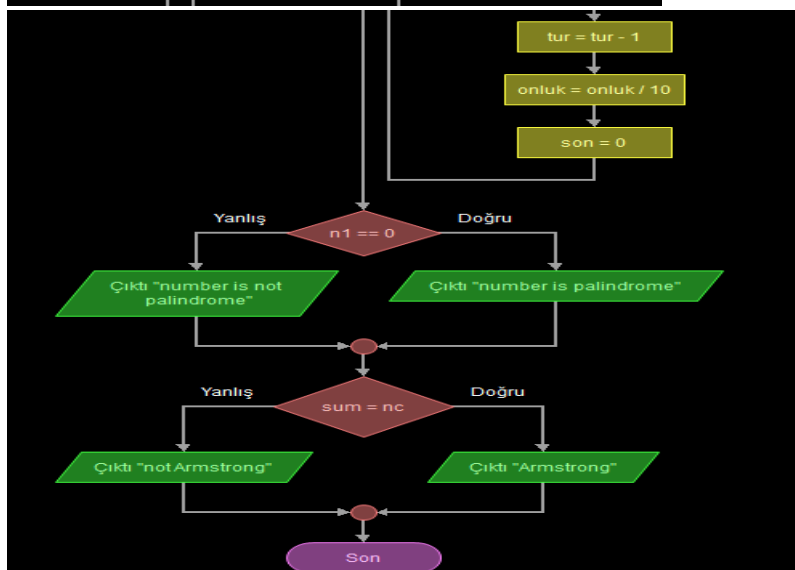 tur = tur - 1
onluk = onluk / 10
son = 0
Yanlış
Doğru
n1 == 0
Çıktı "number is not
palindrome"
Çıktı "number is palindrome"
Yanlış
Doğru
sum = nc
Çıktı "not Armstrong"
Çıktı "Armstrong"
Son